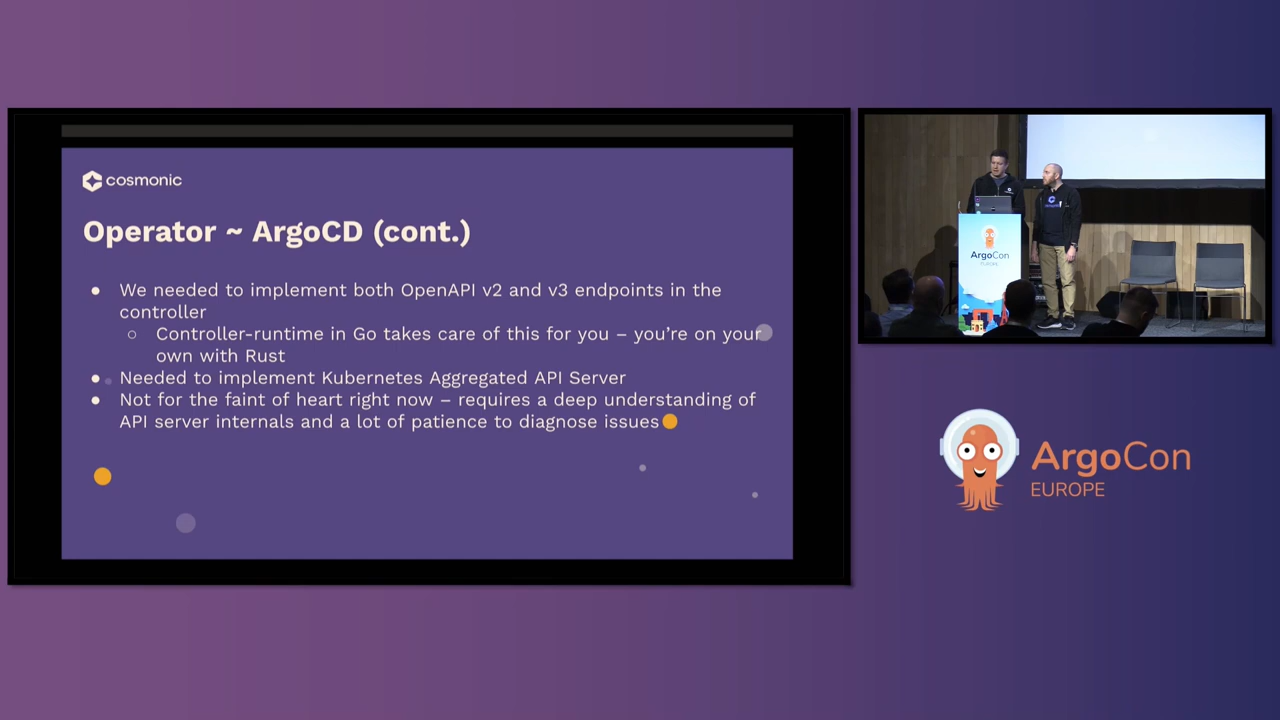 cosmonic
Operator ~ ArgoCD (cont.)
● We needed to implement both OpenAPI v2 and v3 endpoints in the
controller
○ Controller-runtime in Go takes care of this for you – you’re on your
own with Rust
● Needed to implement Kubernetes Aggregated API Server
● Not for the faint of heart right now – requires a deep understanding of
API server internals and a lot of patience to diagnose issues
ArgoCon
EUROPE
ArgoCon
EUROPE